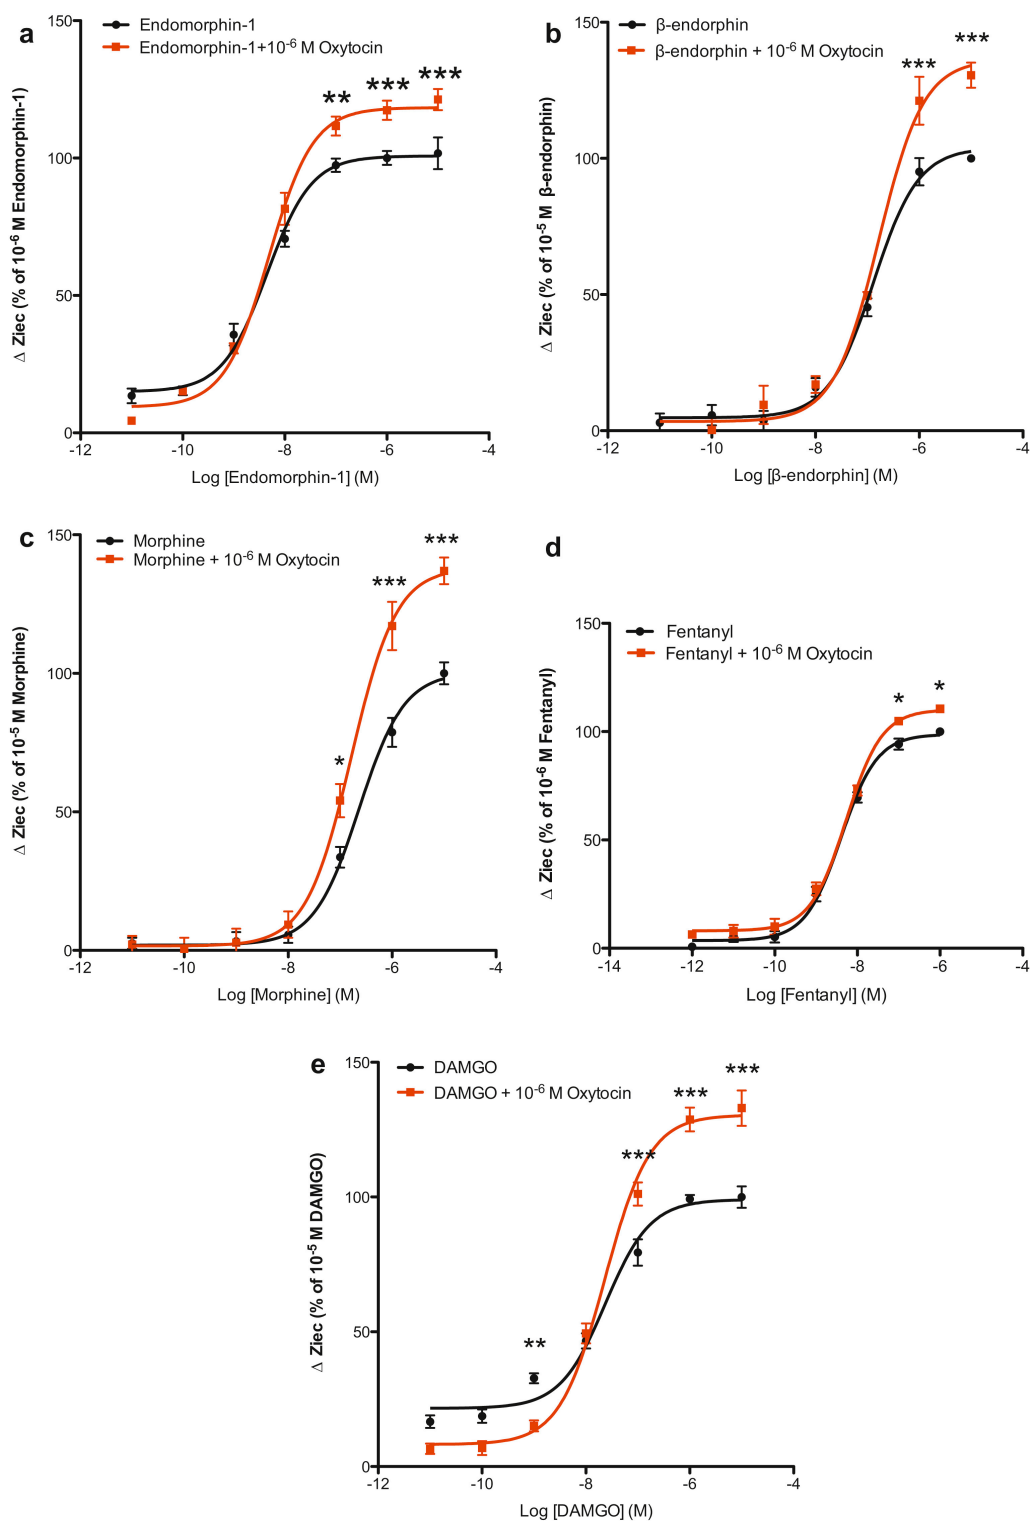 a
Endomorphin-1
Endomorphin-1+10⁻⁶ M Oxytocin
150
100
50
0
** *** ***
-12 -10 -8 -6 -4
Δ Ziec (% of 10⁻⁶ M Endomorphin-1)
Log [Endomorphin-1] (M)
b
β-endorphin
β-endorphin + 10⁻⁶ M Oxytocin
150
100
50
0
*** ***
-12 -10 -8 -6 -4
Δ Ziec (% of 10⁻⁵ M β-endorphin)
Log [β-endorphin] (M)
c
Morphine
Morphine + 10⁻⁶ M Oxytocin
150
100
50
0
* *** ***
-12 -10 -8 -6 -4
Δ Ziec (% of 10⁻⁵ M Morphine)
Log [Morphine] (M)
d
Fentanyl
Fentanyl + 10⁻⁶ M Oxytocin
150
100
50
0
* *
-14 -12 -10 -8 -6 -4
Δ Ziec (% of 10⁻⁶ M Fentanyl)
Log [Fentanyl] (M)
e
DAMGO
DAMGO + 10⁻⁶ M Oxytocin
150
100
50
0
** *** *** ***
-12 -10 -8 -6 -4
Δ Ziec (% of 10⁻⁵ M DAMGO)
Log [DAMGO] (M)